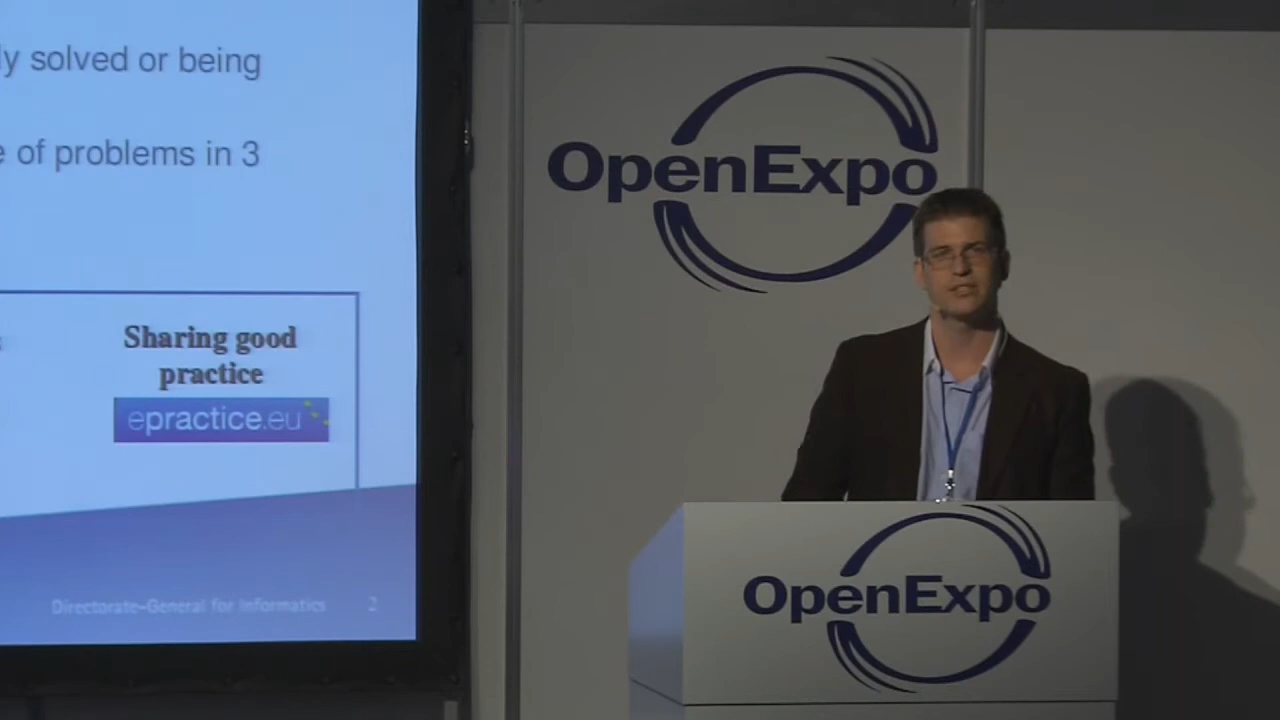 solved or being
of problems in 3
Sharing good
practice
epractice.eu
Directorate-General for Informatics 2
OpenExpo
OpenExpo